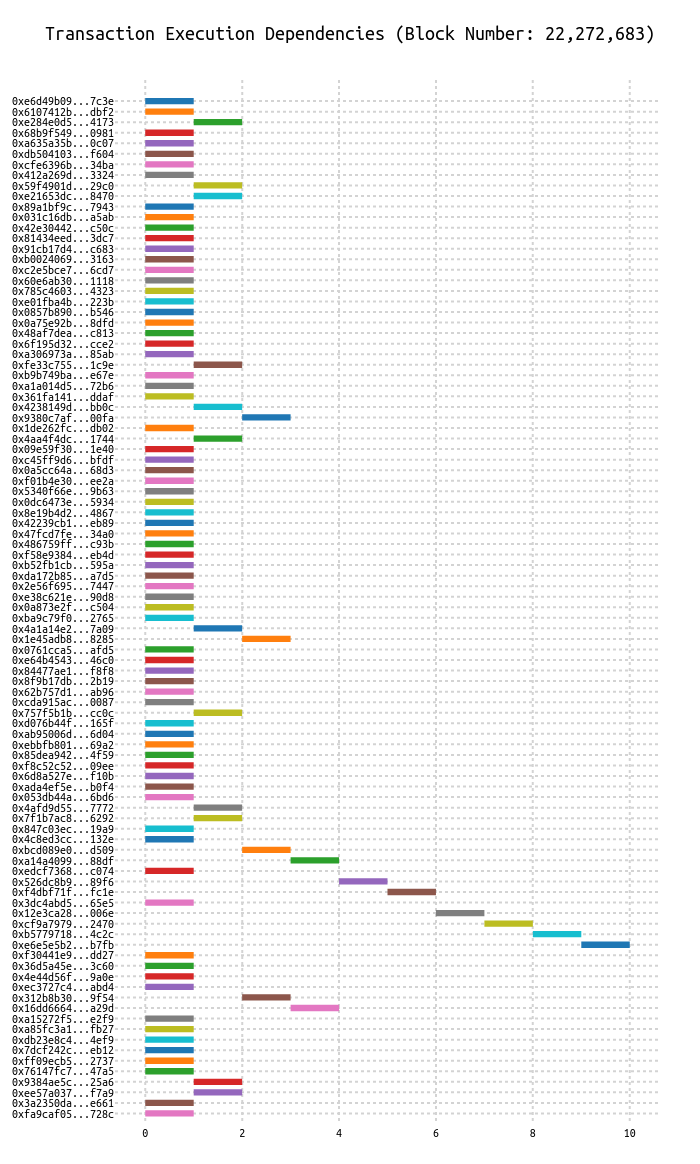 Transaction Execution Dependencies (Block Number: 22,272,683)
0xe6d49b09...7c3e
0x6107412b...dbf2
0xe284e0d5...4173
0x68b9f549...0981
0xa635a35b...0c07
0xdb504103...f604
0xcfe6396b...34ba
0x412a269d...3324
0x59f4901d...29c0
0xe21653dc...8470
0x89a1bf9c...7943
0x031c16db...a5ab
0x42e30442...c50c
0x81434eed...3dc7
0x91cb17d4...c683
0xb0024069...3163
0xc2e5bce7...6cd7
0x60e6ab30...1118
0x785c4603...4323
0xe01fba4b...223b
0x0857b890...b546
0x0a75e92b...8dfd
0x48af7dea...c813
0x6f195d32...cce2
0xa306973a...85ab
0xfe33c755...1c9e
0xb9b749ba...e67e
0xa1a014d5...72b6
0x361fa141...ddaf
0x4238149d...bb0c
0x9380c7af...00fa
0x1de262fc...db02
0x4aa4f4dc...1744
0x09e59f30...1e40
0xc45ff9d6...bfdf
0x0a5cc64a...68d3
0xf01b4e30...ee2a
0x5340f66e...9b63
0x0dc6473e...5934
0x8e19b4d2...4867
0x42239cb1...eb89
0x47fcd7fe...34a0
0x486759ff...c93b
0xf58e9384...eb4d
0xb52fb1cb...595a
0xda172b85...a7d5
0x2e56f695...7447
0xe38c621e...90d8
0x0a873e2f...c504
0xba9c79f0...2765
0x4a1a14e2...7a09
0x1e45adb8...8285
0x0761cca5...afd5
0xe64b4543...46c0
0x84477ae1...f8f8
0x8f9b17db...2b19
0x62b757d1...ab96
0xcda915ac...0087
0x757f5b1b...cc0c
0xd076b44f...165f
0xab95006d...6d04
0xebbfb801...69a2
0x85dea942...4f59
0xf8c52c52...09ee
0x6d8a527e...f10b
0xada4ef5e...b0f4
0x053db44a...6bd6
0x4afd9d55...7772
0x7f1b7ac8...6292
0x847c03ec...19a9
0x4c8ed3cc...132e
0xbcd089e0...d509
0xa14a4099...88df
0xedcf7368...c074
0x526dc8b9...89f6
0xf4dbf71f...fc1e
0x3dc4abd5...65e5
0x12e3ca28...006e
0xcf9a7979...2470
0xb5779718...4c2c
0xe6e5e5b2...b7fb
0xf30441e9...dd27
0x36d5a45e...3c60
0x4e44d56f...9a0e
0xec3727c4...abd4
0x312b8b30...9f54
0x16dd6664...a29d
0xa15272f5...e2f9
0xa85fc3a1...fb27
0xdb23e8c4...4ef9
0x7dcf242c...eb12
0xff09ecb5...2737
0x76147fc7...47a5
0x9384ae5c...25a6
0xee57a037...f7a9
0x3a2350da...e661
0xfa9caf05...728c
0 2 4 6 8 10